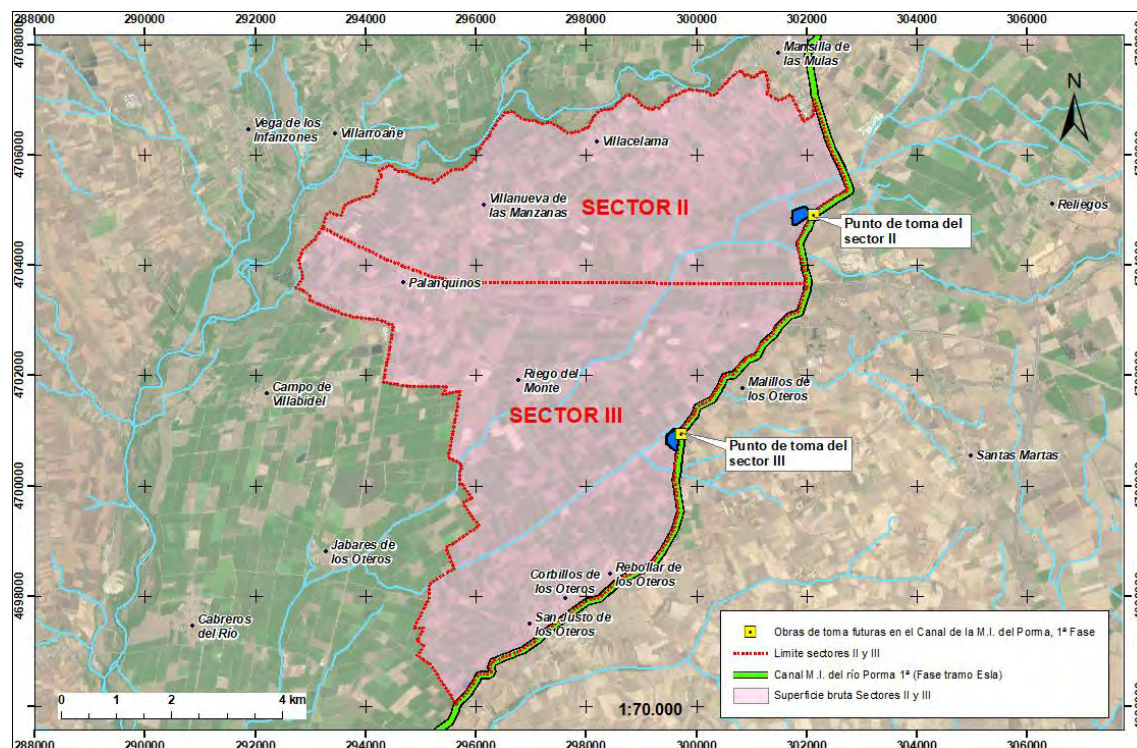 288000 290000 292000 294000 296000 298000 300000 302000 304000 306000
4708000
Mansilla de
las Mulas
N
Vega de los
Infanzones
Villarroañe
Villacelama
4706000
Villanueva de
las Manzanas
SECTOR II
Reliegos
Punto de toma del
sector II
4704000
Palanquinos
4702000
Campo de
Villabidel
Riego del
Monte
Malillos de
los Oteros
SECTOR III
Punto de toma del
sector III
Santas Martas
4700000
Jabares de
los Oteros
Corbillos de
los Oteros
Rebollar de
los Oteros
4698000
Cabreros
del Río
San Justo de
los Oteros
Obras de toma futuras en el Canal de la M.I. del Porma, 1ª Fase
Límite sectores II y III
Canal M.I. del río Porma 1ª (Fase tramo Esla)
Superficie bruta Sectores II y III
0 1 2 4 km
1:70.000
288000 290000 292000 294000 296000 298000 300000 302000 304000 306000